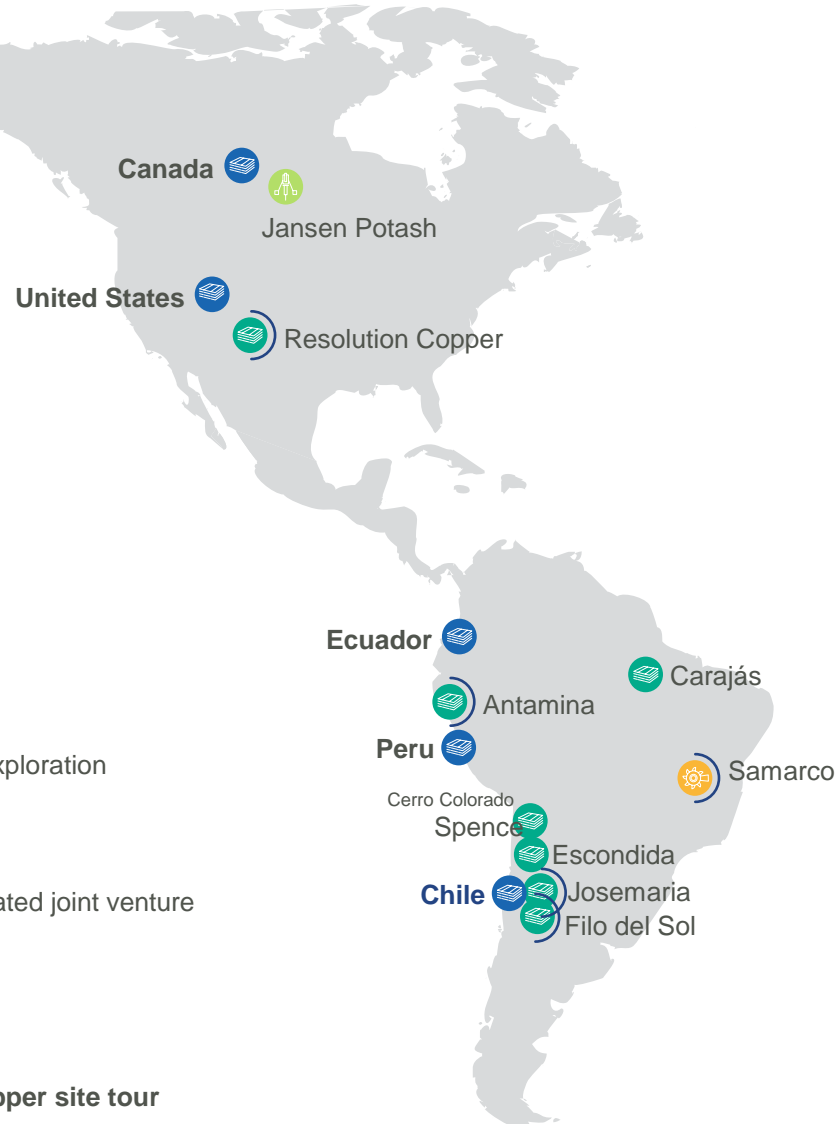 Canada
Jansen Potash
United States
Resolution Copper
Ecuador
Carajás
Antamina
Peru
xploration
Samarco
Cerro Colorado
Spence
Escondida
Chile
Josemaria
ated joint venture
Filo del Sol
pper site tour